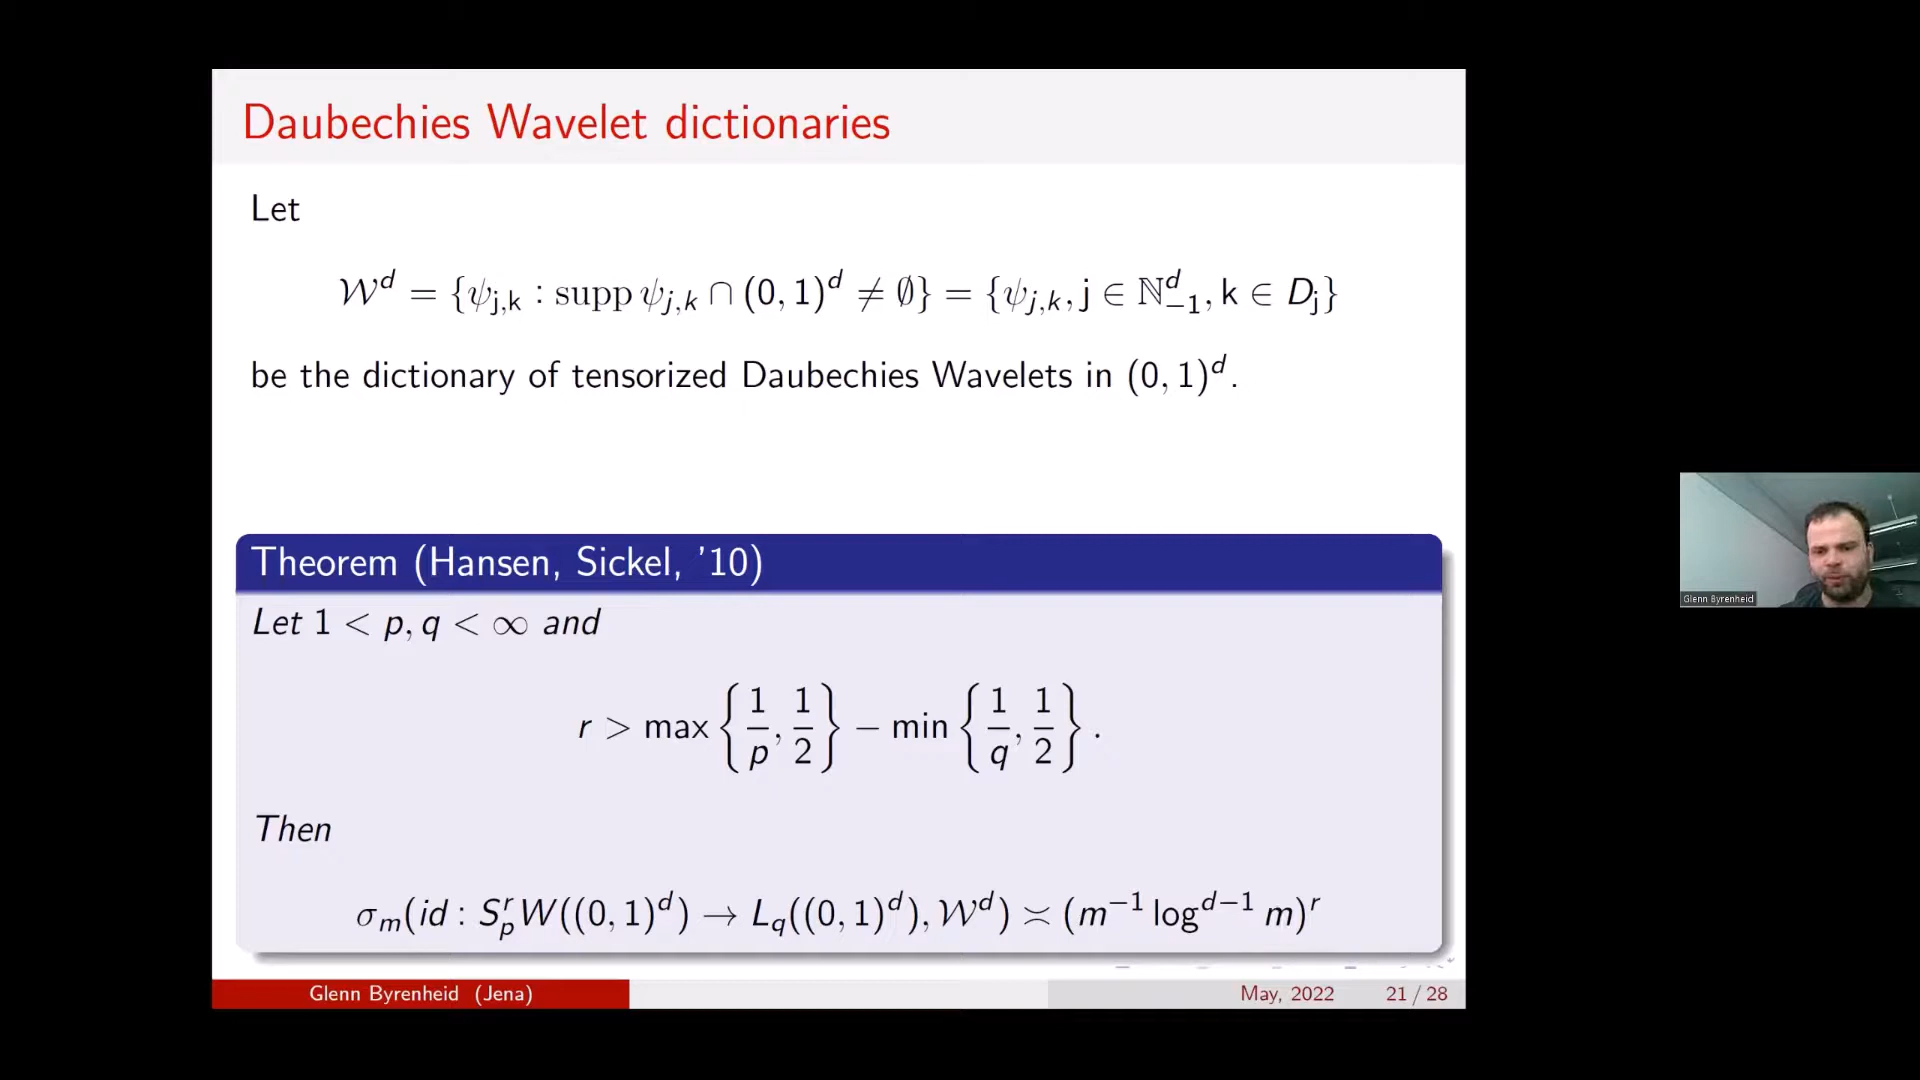 Daubechies Wavelet dictionaries
Let
𝒲^d = {ψ_{j,k} : supp ψ_{j,k} ∩ (0, 1)^d ≠ ∅} = {ψ_{j,k}, j ∈ ℕ^d_{−1}, k ∈ D_j}
be the dictionary of tensorized Daubechies Wavelets in (0, 1)^d.
Theorem (Hansen, Sickel, '10)
Let 1 < p, q < ∞ and
r > max {1/p, 1/2} − min {1/q, 1/2} .
Then
σ_m(id : S^r_p W((0, 1)^d) → L_q((0, 1)^d), 𝒲^d) ≍ (m^{−1} log^{d−1} m)^r
Glenn Byrenheid (Jena)
May, 2022
21 / 28
Glenn Byrenheid